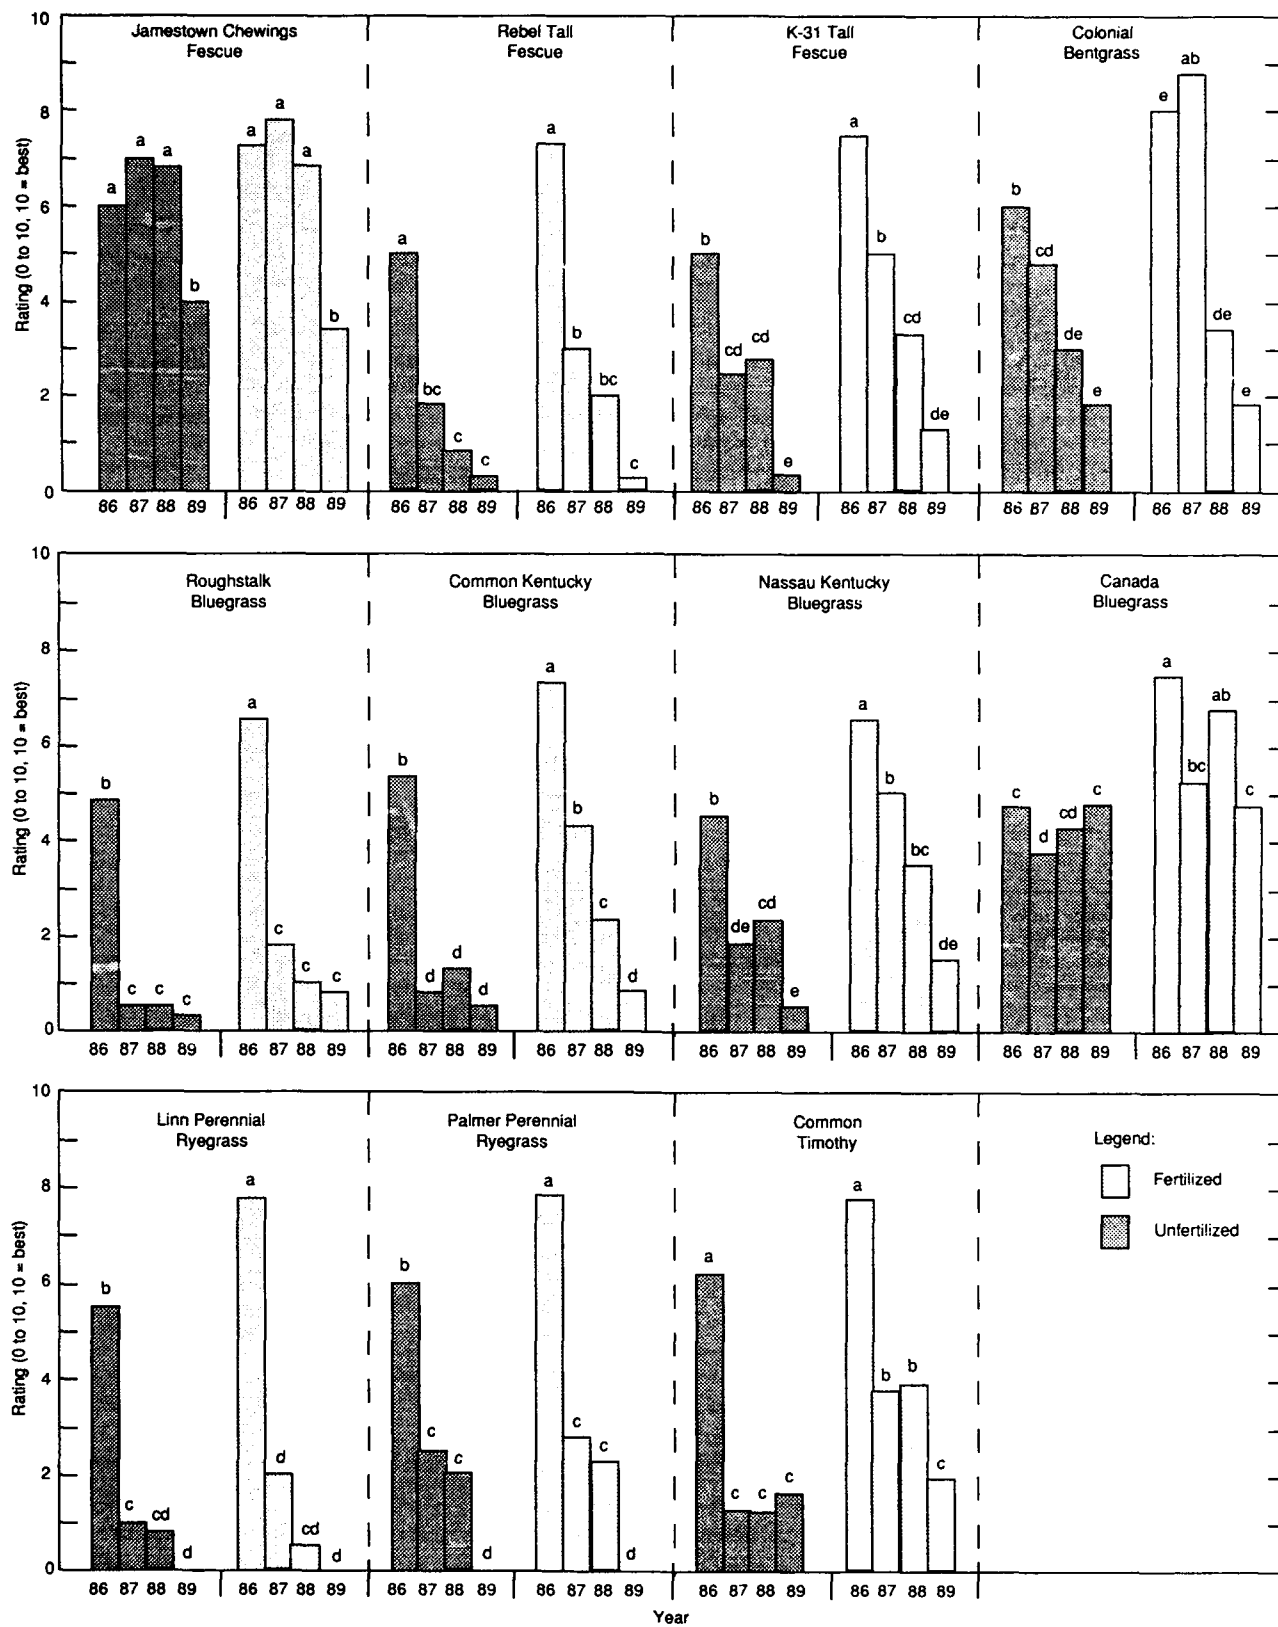 Jamestown Chewings
Fescue
Rebel Tall
Fescue
K-31 Tall
Fescue
Colonial
Bentgrass
Rating (0 to 10, 10 = best)
10
8
6
4
2
0
a a a b a a a b
a bc c c a b bc c
b cd cd e a b cd de
b cd de e e ab de e
86 87 88 89 86 87 88 89
86 87 88 89 86 87 88 89
86 87 88 89 86 87 88 89
86 87 88 89 86 87 88 89
Roughstalk
Bluegrass
Common Kentucky
Bluegrass
Nassau Kentucky
Bluegrass
Canada
Bluegrass
Rating (0 to 10, 10 = best)
10
8
6
4
2
0
b c c c a c c c
b d d d a b c d
b de cd e a b bc de
c d cd c a bc ab c
86 87 88 89 86 87 88 89
86 87 88 89 86 87 88 89
86 87 88 89 86 87 88 89
86 87 88 89 86 87 88 89
Linn Perennial
Ryegrass
Palmer Perennial
Ryegrass
Common
Timothy
Legend:
Fertilized
Unfertilized
Rating (0 to 10, 10 = best)
10
8
6
4
2
0
b c cd d a d cd d
b c c d a c c d
a c c c a b b c
86 87 88 89 86 87 88 89
86 87 88 89 86 87 88 89
86 87 88 89 86 87 88 89
Year